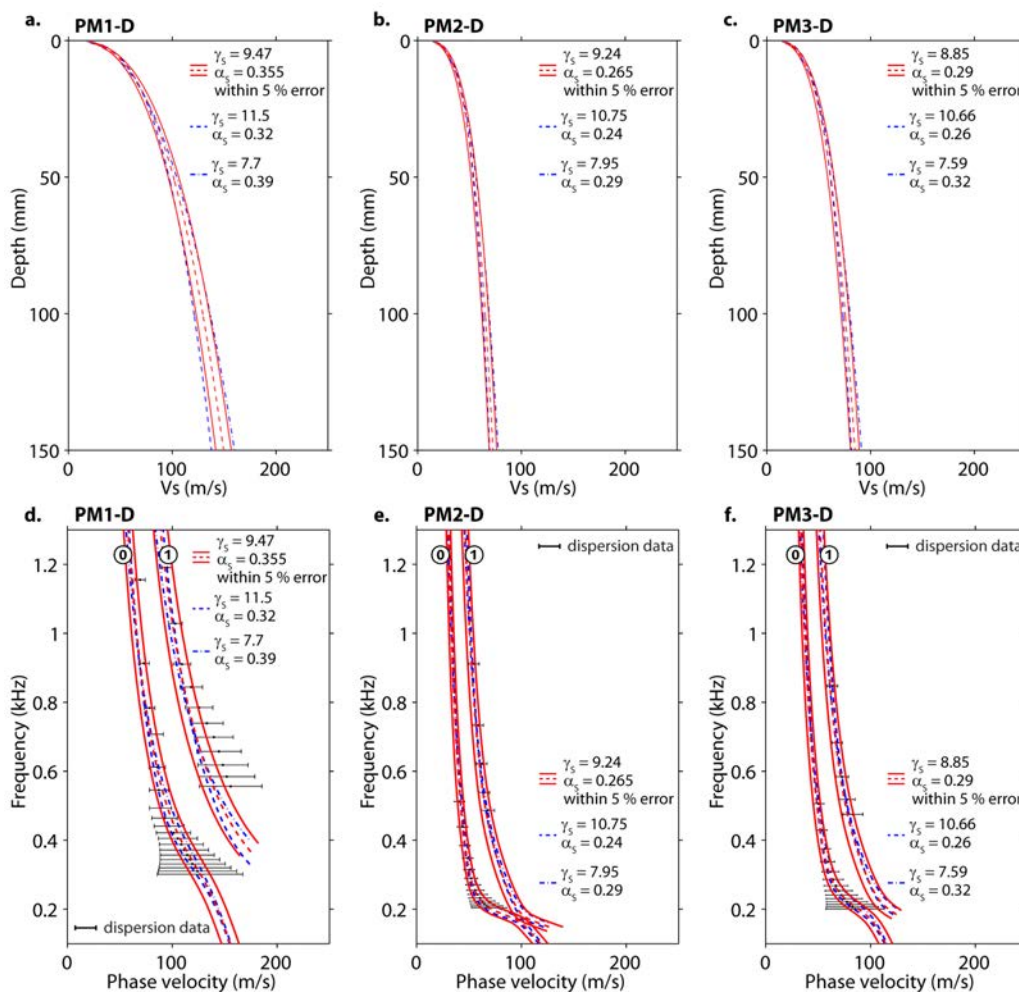 a. PM1-D
0
50
100
150
Depth (mm)
0 100 200
Vs (m/s)
γS = 9.47
αS = 0.355
within 5 % error
γS = 11.5
αS = 0.32
γS = 7.7
αS = 0.39
b. PM2-D
0
50
100
150
Depth (mm)
0 100 200
Vs (m/s)
γS = 9.24
αS = 0.265
within 5 % error
γS = 10.75
αS = 0.24
γS = 7.95
αS = 0.29
c. PM3-D
0
50
100
150
Depth (mm)
0 100 200
Vs (m/s)
γS = 8.85
αS = 0.29
within 5 % error
γS = 10.66
αS = 0.26
γS = 7.59
αS = 0.32
d. PM1-D
1.2
1
0.8
0.6
0.4
0.2
Frequency (kHz)
0 1
γS = 9.47
αS = 0.355
within 5 % error
γS = 11.5
αS = 0.32
γS = 7.7
αS = 0.39
dispersion data
0 100 200
Phase velocity (m/s)
e. PM2-D
1.2
1
0.8
0.6
0.4
0.2
Frequency (kHz)
0 1
dispersion data
γS = 9.24
αS = 0.265
within 5 % error
γS = 10.75
αS = 0.24
γS = 7.95
αS = 0.29
0 100 200
Phase velocity (m/s)
f. PM3-D
1.2
1
0.8
0.6
0.4
0.2
Frequency (kHz)
0 1
dispersion data
γS = 8.85
αS = 0.29
within 5 % error
γS = 10.66
αS = 0.26
γS = 7.59
αS = 0.32
0 100 200
Phase velocity (m/s)